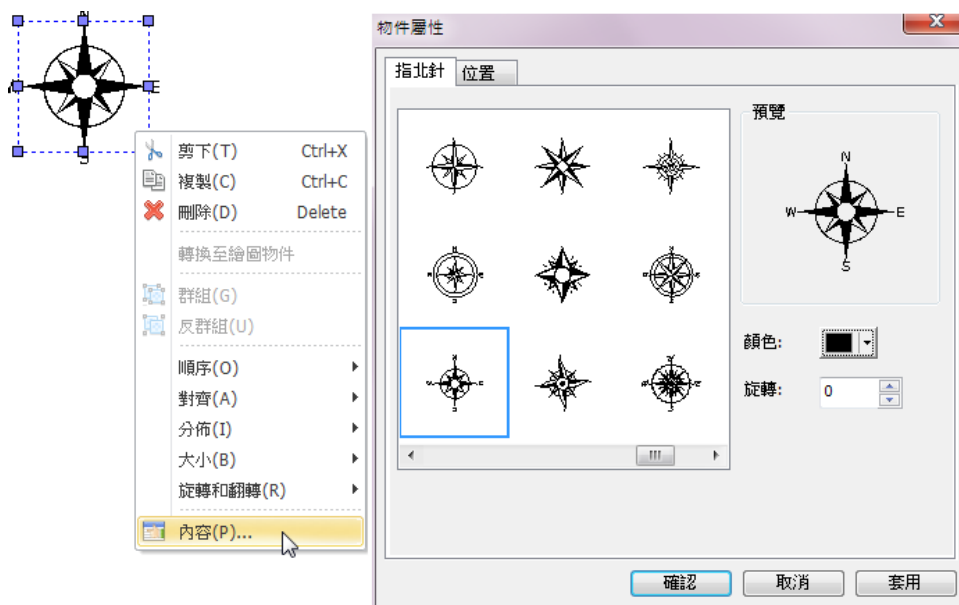 N
E
S
剪下(T) Ctrl+X
複製(C) Ctrl+C
刪除(D) Delete
轉換至繪圖物件
群組(G)
反群組(U)
順序(O)
對齊(A)
分佈(I)
大小(B)
旋轉和翻轉(R)
內容(P)...
物件屬性
指北針 位置
預覽
N
W E
S
顏色:
旋轉: 0
確認 取消 套用